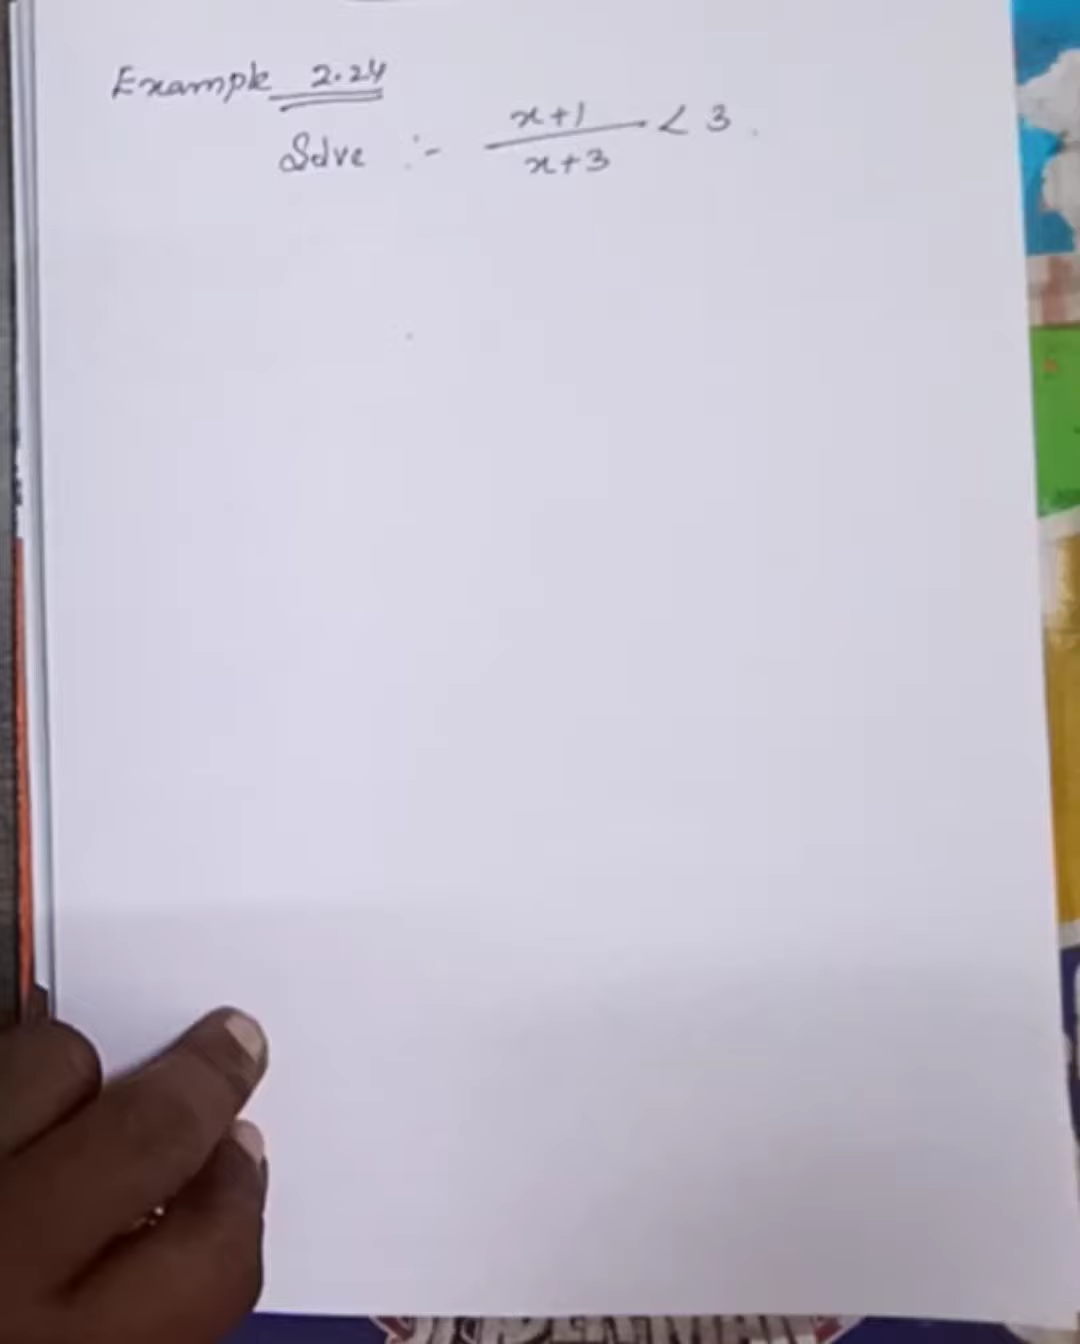 Example 2.24
Solve :- x+1/x+3 < 3.